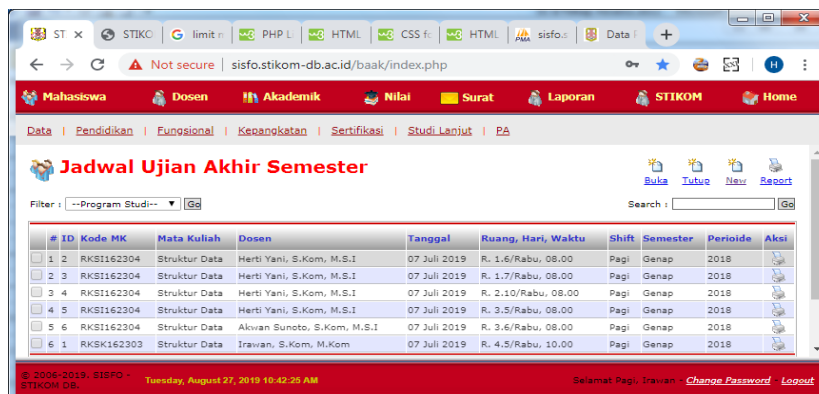 ST
STIKO
limit n
PHP L
HTML
CSS fo
HTML
sisfo.s
Data F
Not secure | sisfo.stikom-db.ac.id/baak/index.php
H
Mahasiswa Dosen Akademik Nilai Surat Laporan STIKOM Home
Data | Pendidikan | Fungsional | Kepangkatan | Sertifikasi | Studi Lanjut | PA
Jadwal Ujian Akhir Semester
Buka Tutup New Report
Filter : --Program Studi-- Go Search : Go
# ID Kode MK Mata Kuliah Dosen Tanggal Ruang, Hari, Waktu Shift Semester Perioide Aksi
1 2 RKSI162304 Struktur Data Herti Yani, S.Kom, M.S.I 07 Juli 2019 R. 1.6/Rabu, 08.00 Pagi Genap 2018
2 3 RKSI162304 Struktur Data Herti Yani, S.Kom, M.S.I 07 Juli 2019 R. 1.7/Rabu, 08.00 Pagi Genap 2018
3 4 RKSI162304 Struktur Data Herti Yani, S.Kom, M.S.I 07 Juli 2019 R. 2.10/Rabu, 08.00 Pagi Genap 2018
4 5 RKSI162304 Struktur Data Herti Yani, S.Kom, M.S.I 07 Juli 2019 R. 3.5/Rabu, 08.00 Pagi Genap 2018
5 6 RKSI162304 Struktur Data Akwan Sunoto, S.Kom, M.S.I 07 Juli 2019 R. 3.6/Rabu, 08.00 Pagi Genap 2018
6 1 RKSK162303 Struktur Data Irawan, S.Kom, M.Kom 07 Juli 2019 R. 4.5/Rabu, 10.00 Pagi Genap 2018
© 2006-2019. SISFO - STIKOM DB.
Tuesday, August 27, 2019 10:42:25 AM
Selamat Pagi, Irawan - Change Password - Logout